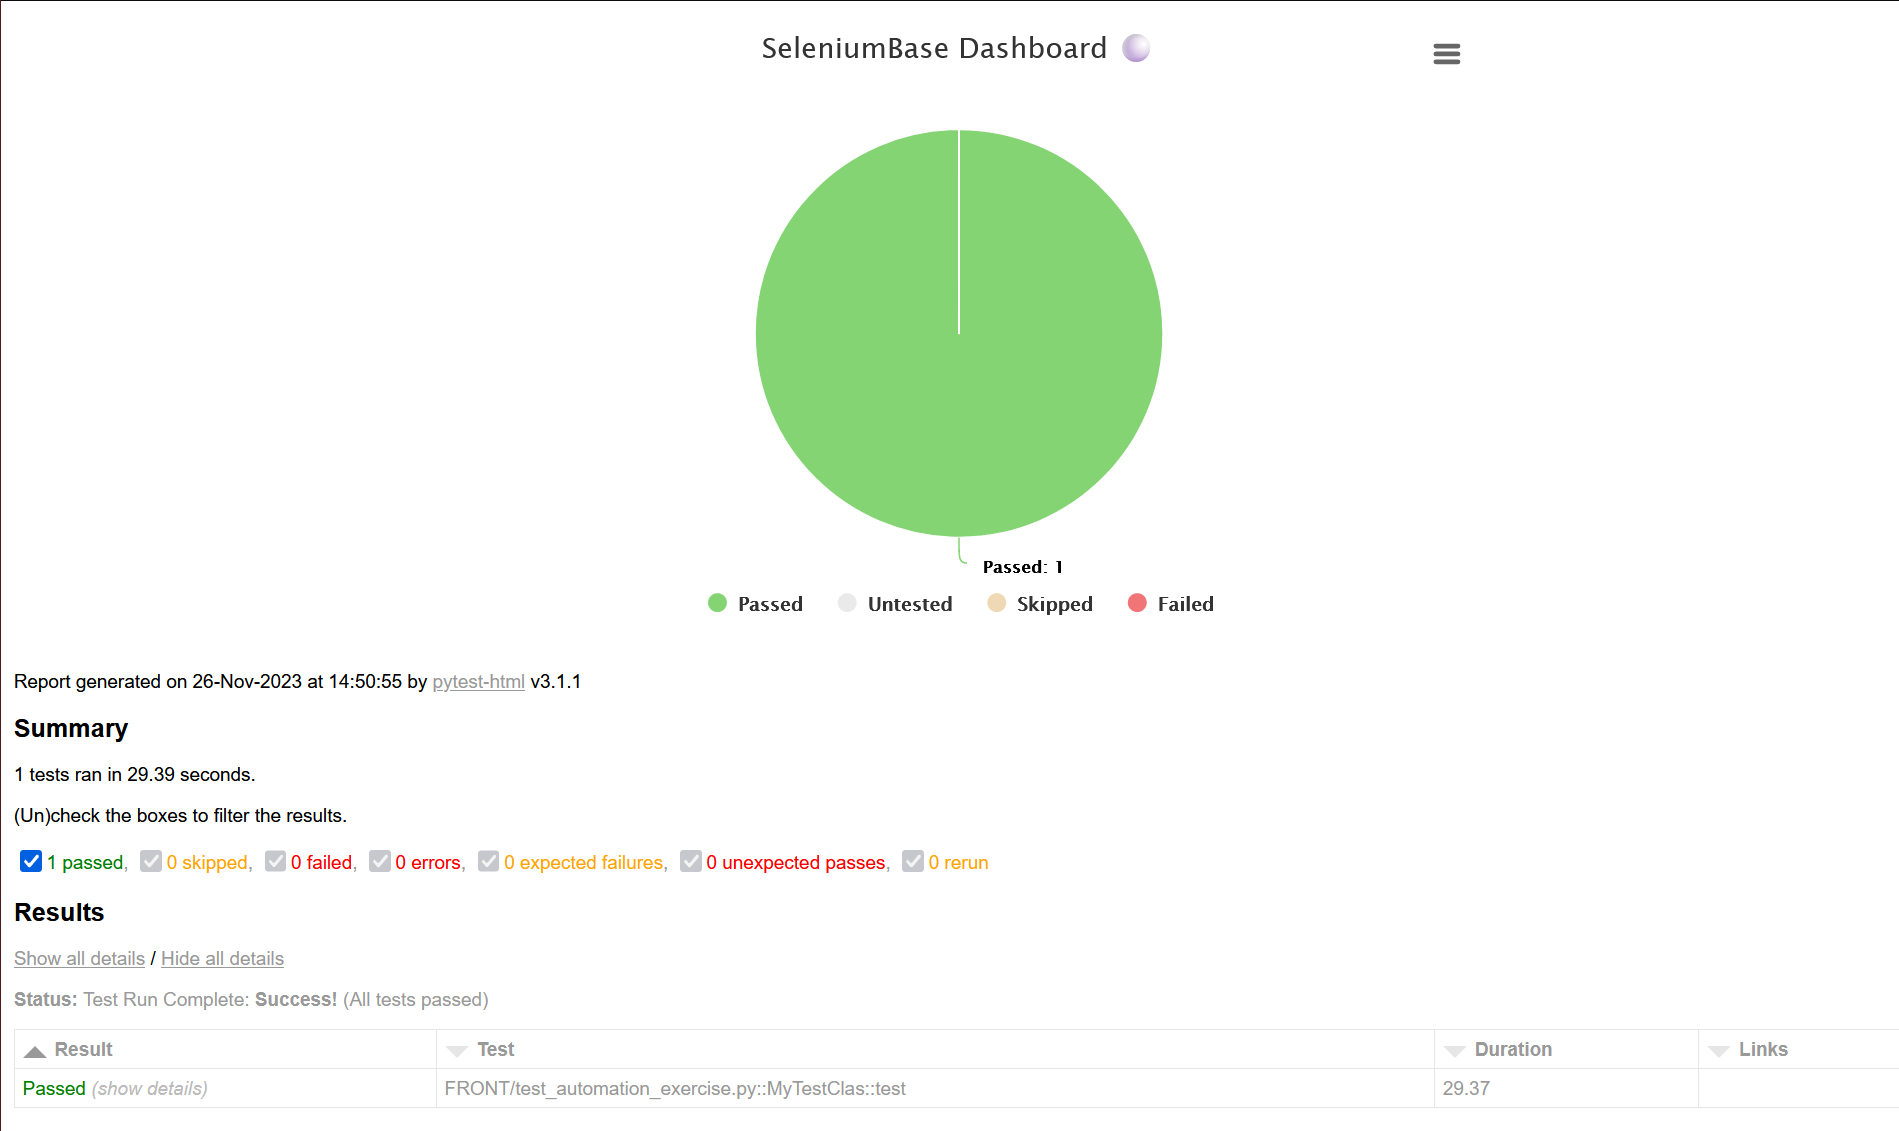 SeleniumBase Dashboard
Passed: 1
Passed Untested Skipped Failed
Report generated on 26-Nov-2023 at 14:50:55 by pytest-html v3.1.1
Summary
1 tests ran in 29.39 seconds.
(Un)check the boxes to filter the results.
1 passed, 0 skipped, 0 failed, 0 errors, 0 expected failures, 0 unexpected passes, 0 rerun
Results
Show all details / Hide all details
Status: Test Run Complete: Success! (All tests passed)
Result Test Duration Links
Passed (show details) FRONT/test_automation_exercise.py::MyTestClas::test 29.37